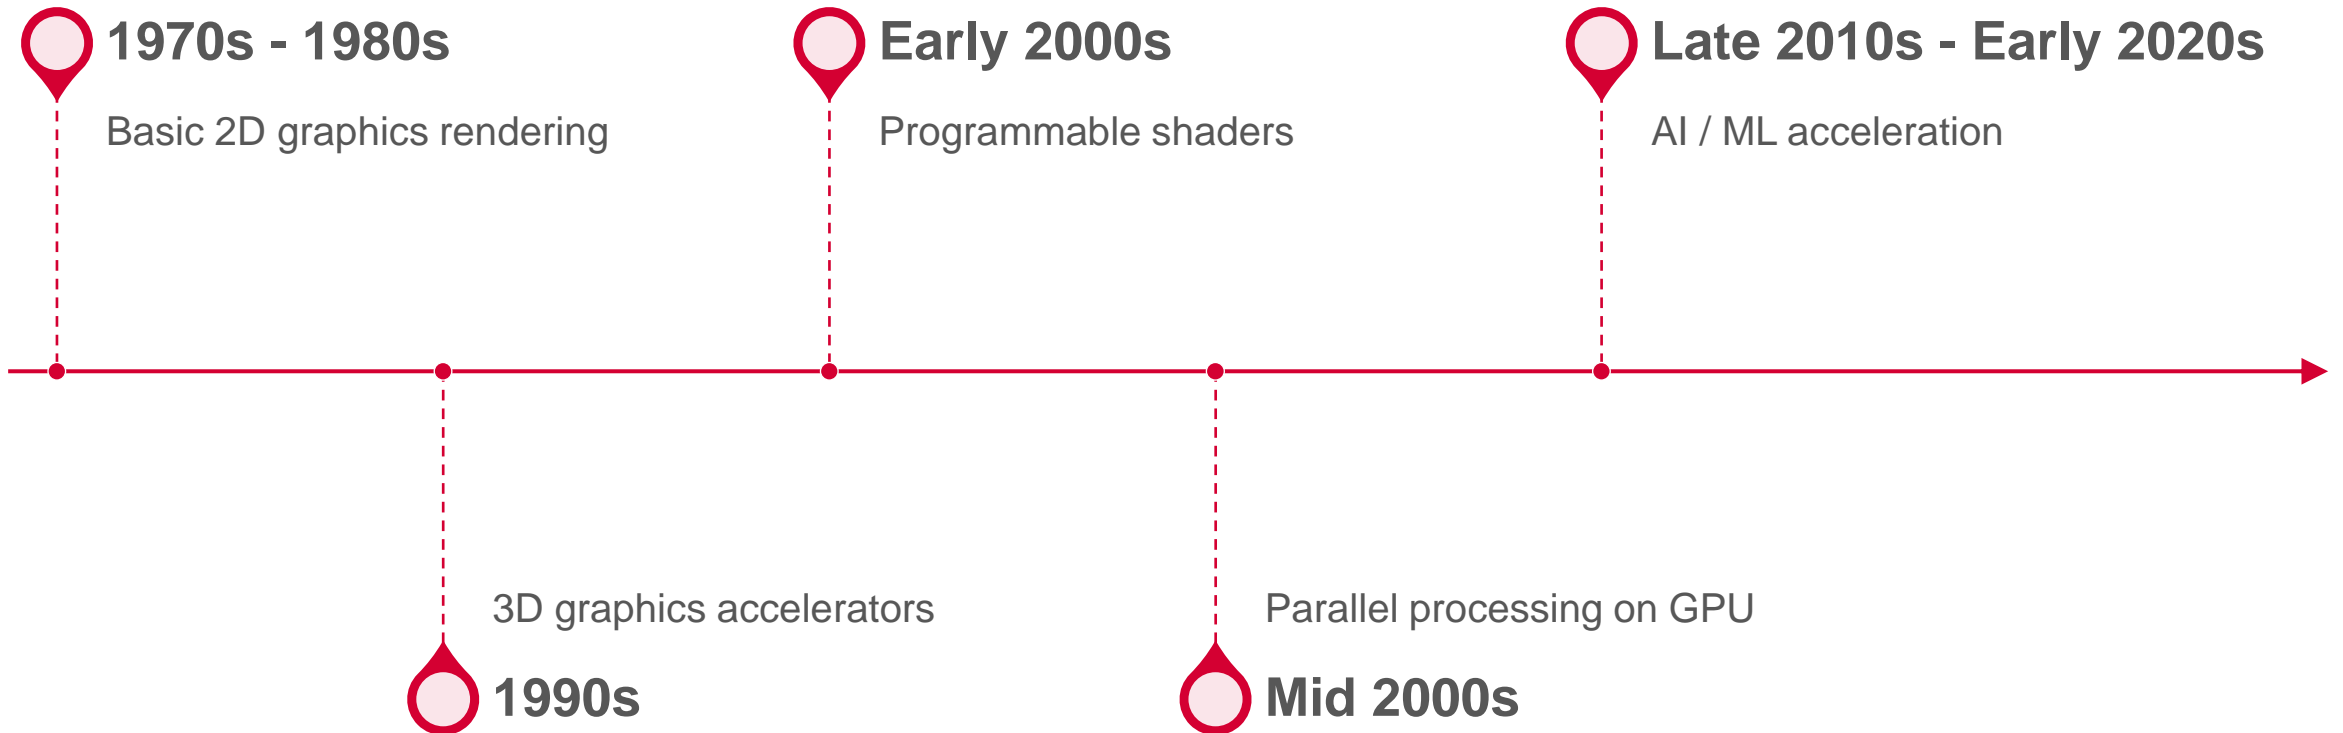 1970s - 1980s
Basic 2D graphics rendering
Early 2000s
Programmable shaders
Late 2010s - Early 2020s
AI / ML acceleration
3D graphics accelerators
1990s
Parallel processing on GPU
Mid 2000s